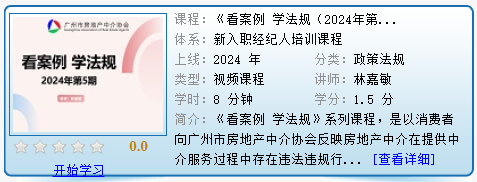 广州市房地产中介协会
看案例 学法规
2024年第5期
0.0
开始学习
课程：《看案例 学法规（2024年第...
体系：新入职经纪人培训课程
上线：2024 年 分类：政策法规
类型：视频课程 讲师：林嘉敏
学时：8 分钟 学分：1.5 分
简介：《看案例 学法规》系列课程，是以消费者
向广州市房地产中介协会反映房地产中介在提供中
介服务过程中存在违法违规行... [查看详细]